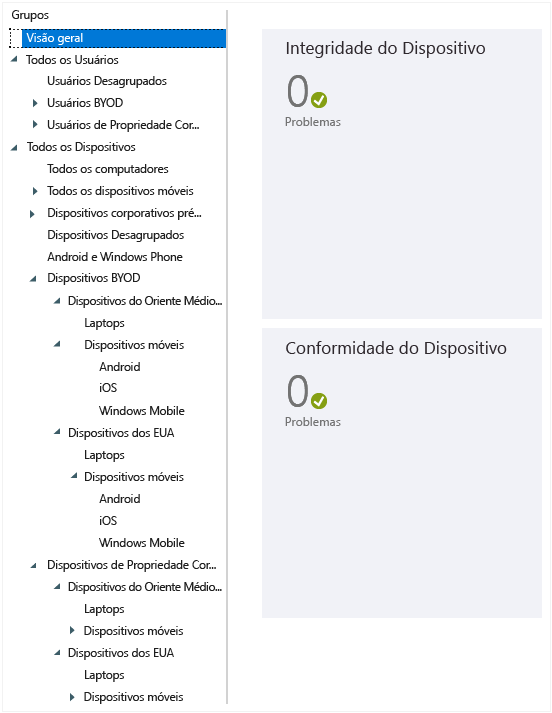 Grupos
Visão geral
Todos os Usuários
Usuários Desagrupados
Usuários BYOD
Usuários de Propriedade Cor...
Todos os Dispositivos
Todos os computadores
Todos os dispositivos móveis
Dispositivos corporativos pré...
Dispositivos Desagrupados
Android e Windows Phone
Dispositivos BYOD
Dispositivos do Oriente Médio...
Laptops
Dispositivos móveis
Android
iOS
Windows Mobile
Dispositivos dos EUA
Laptops
Dispositivos móveis
Android
iOS
Windows Mobile
Dispositivos de Propriedade Cor...
Dispositivos do Oriente Médio...
Laptops
Dispositivos móveis
Dispositivos dos EUA
Laptops
Dispositivos móveis
Integridade do Dispositivo
0
Problemas
Conformidade do Dispositivo
0
Problemas